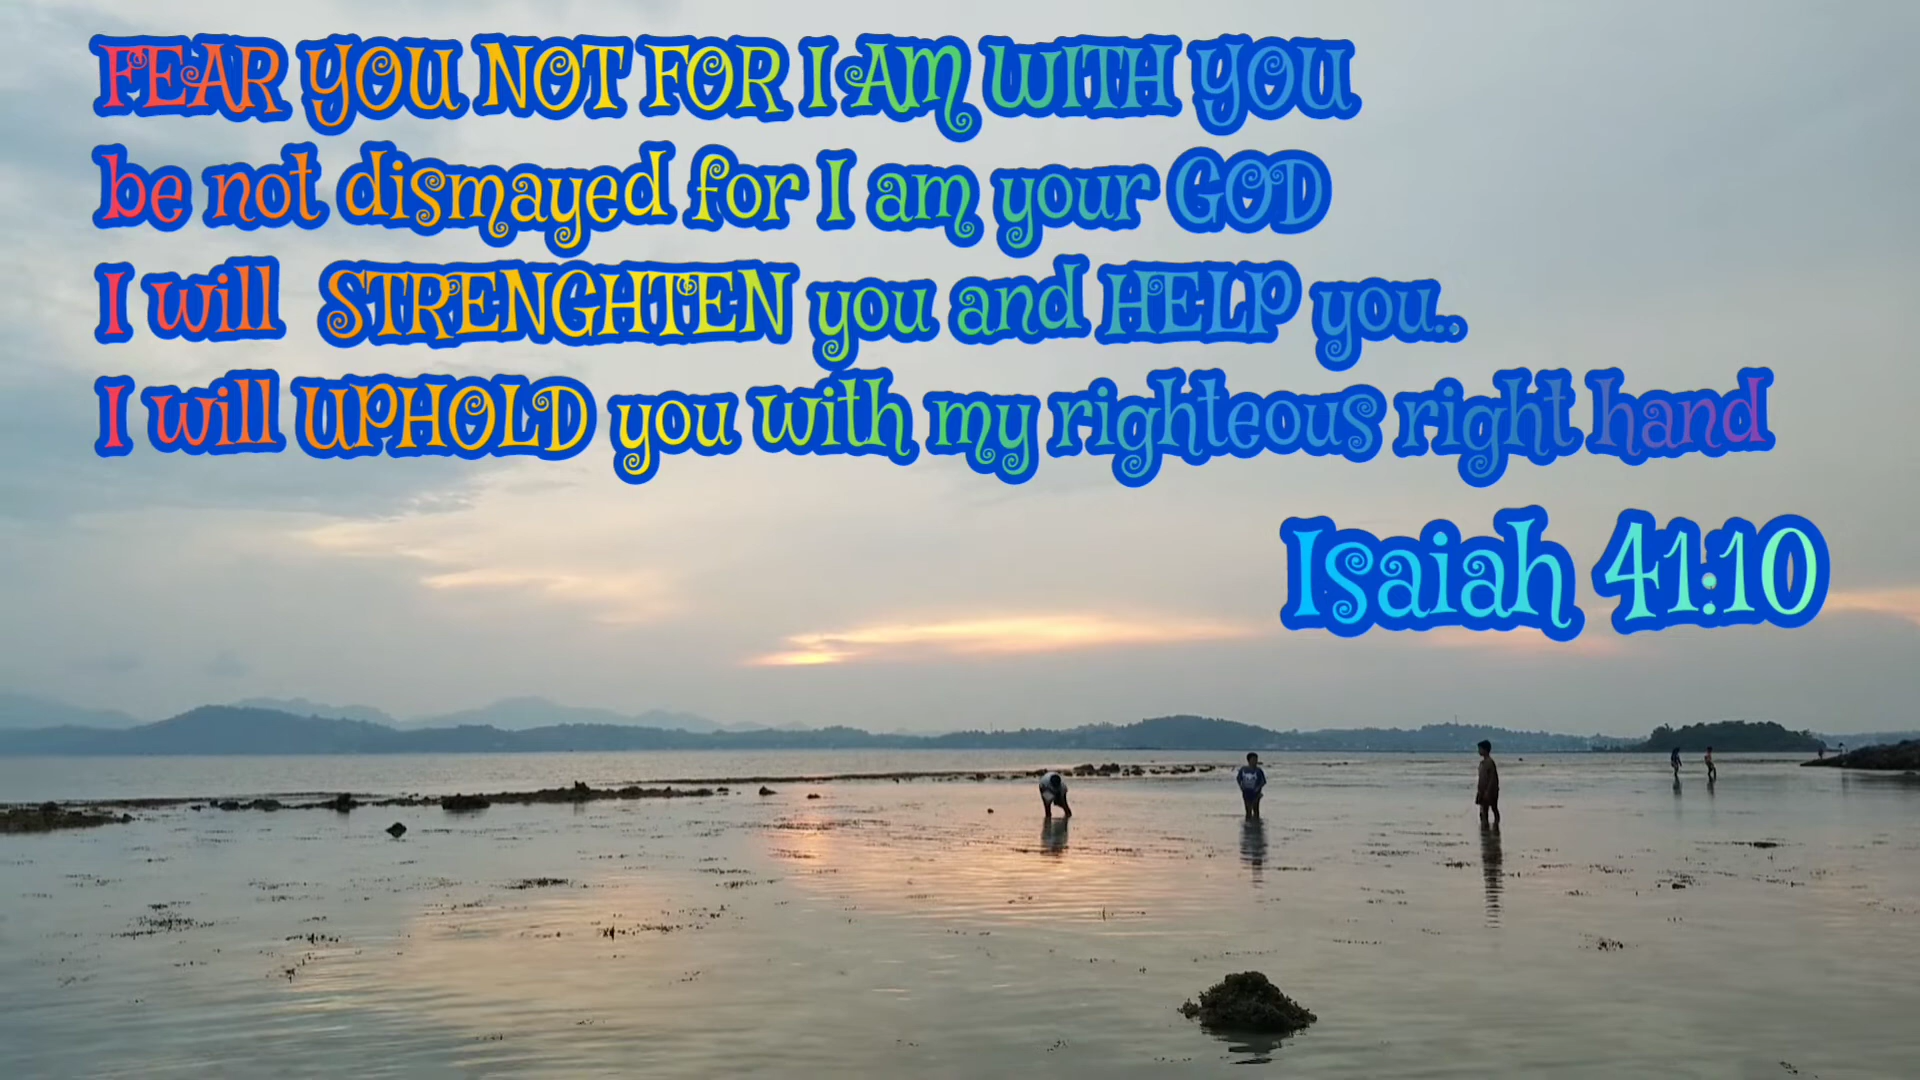 FEAR YOU NOT FOR I AM WITH YOU
be not dismayed for I am your GOD
I will STRENGHTEN you and HELP you..
I will UPHOLD you with my righteous right hand
Isaiah 41:10